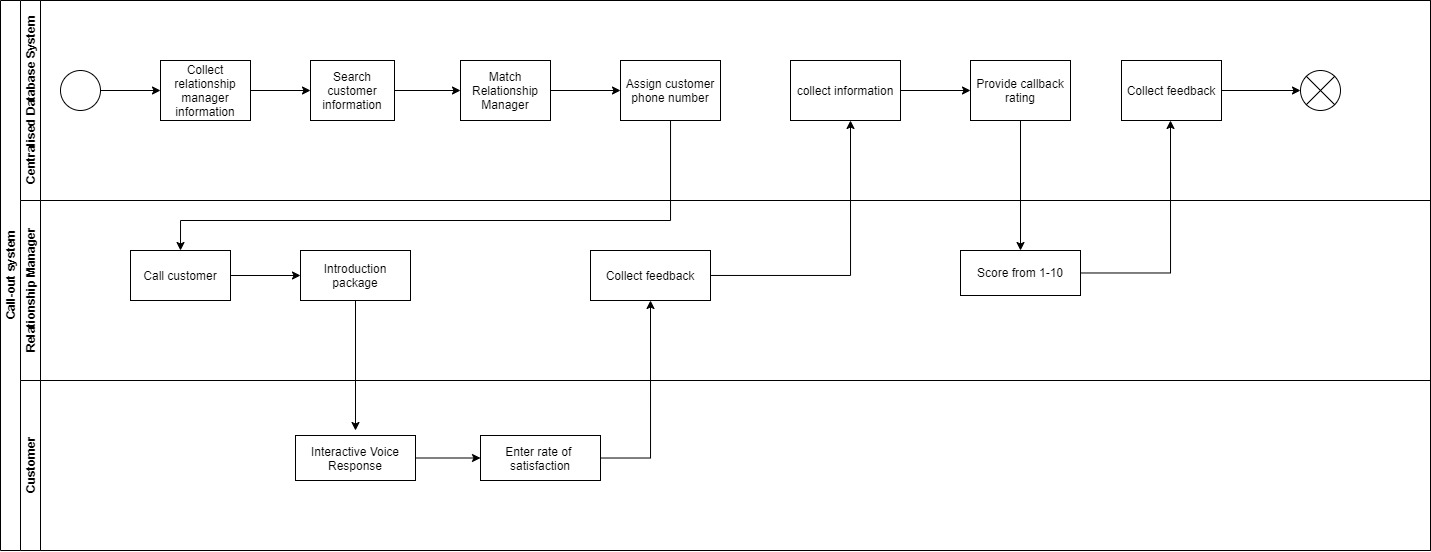 Call-out system
Centralised Database System
Collect
relationship
manager
information
Search
customer
information
Match
Relationship
Manager
Assign customer
phone number
collect information
Provide callback
rating
Collect feedback
Relationship Manager
Call customer
Introduction
package
Collect feedback
Score from 1-10
Customer
Interactive Voice
Response
Enter rate of
satisfaction